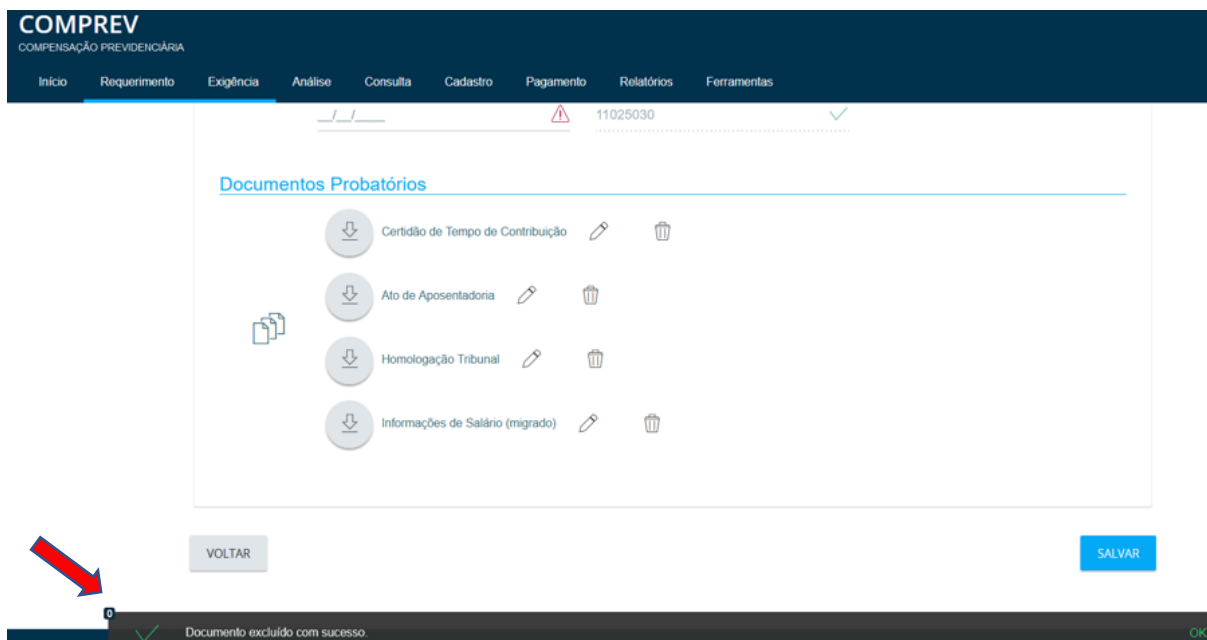 COMPREV
COMPENSAÇÃO PREVIDENCIÁRIA
Início Requerimento Exigência Análise Consulta Cadastro Pagamento Relatórios Ferramentas
__/__/____ 11025030
Documentos Probatórios
Certidão de Tempo de Contribuição
Ato de Aposentadoria
Homologação Tribunal
Informações de Salário (migrado)
VOLTAR SALVAR
0
Documento excluído com sucesso. OK